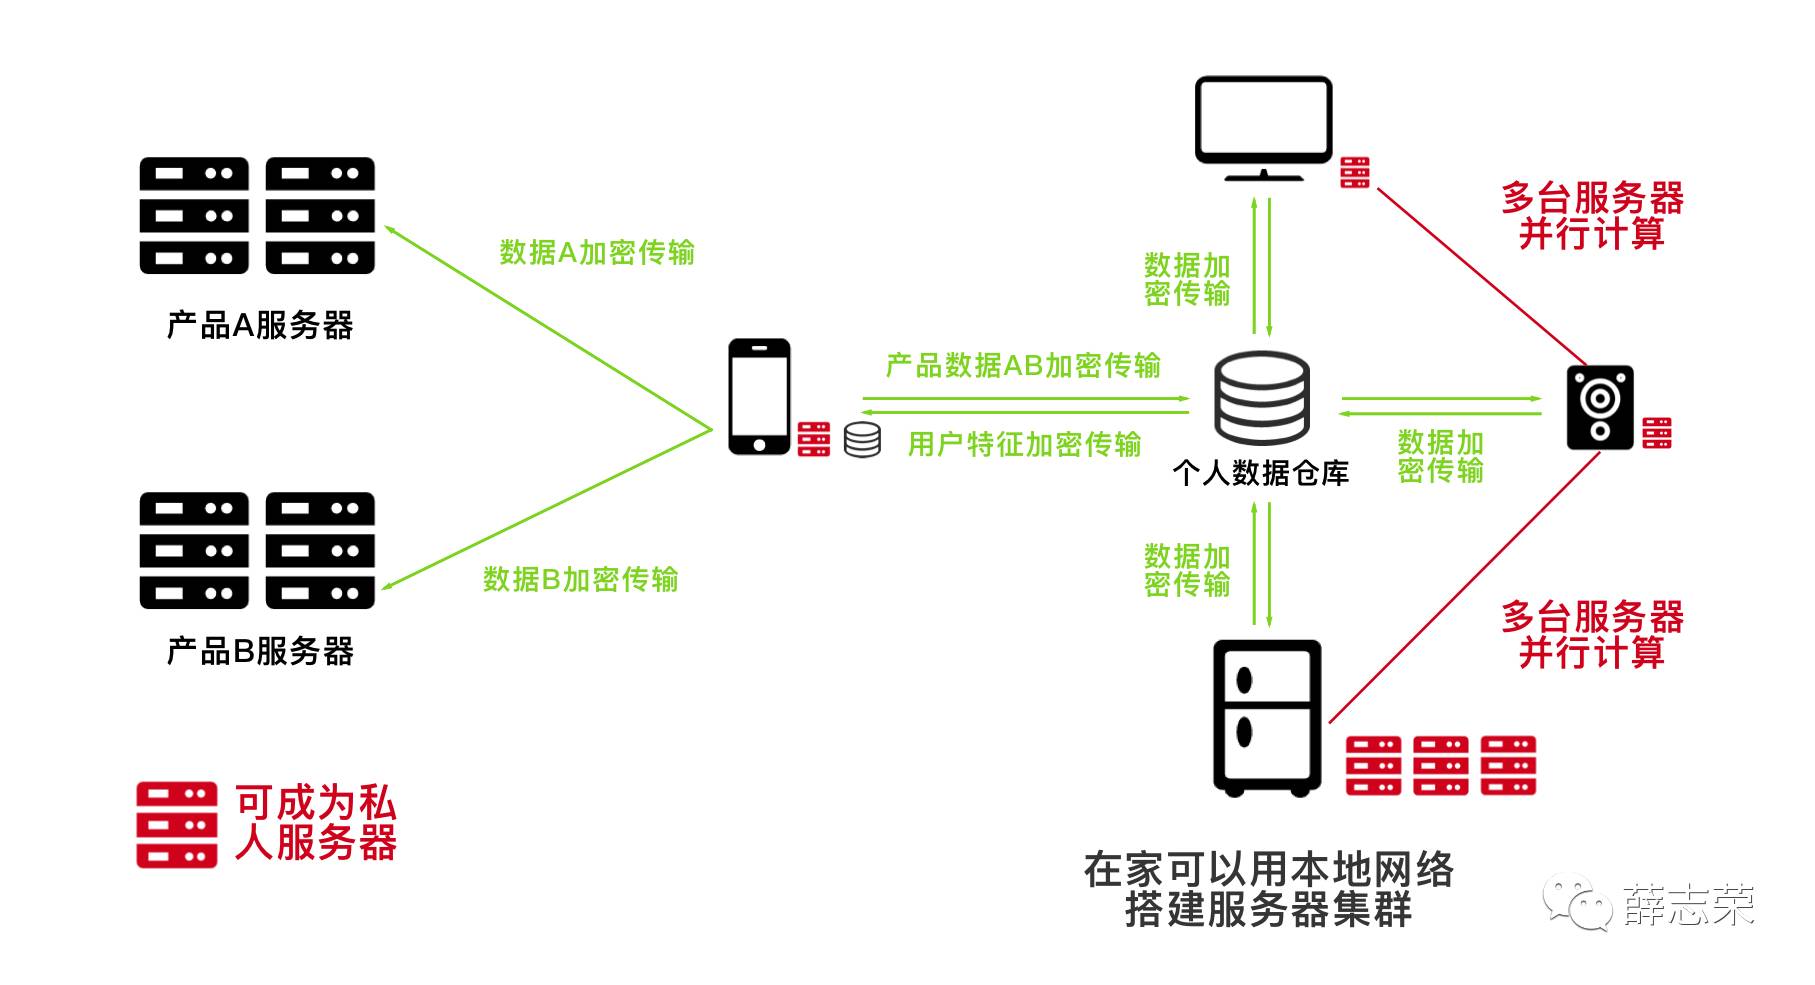 多台服务器
并行计算
数据A加密传输
数据加
密传输
产品A服务器
产品数据AB加密传输
用户特征加密传输
数据加
密传输
个人数据仓库
数据加
密传输
数据B加密传输
多台服务器
并行计算
产品B服务器
可成为私
人服务器
在家可以用本地网络
搭建服务器集群
薛志荣